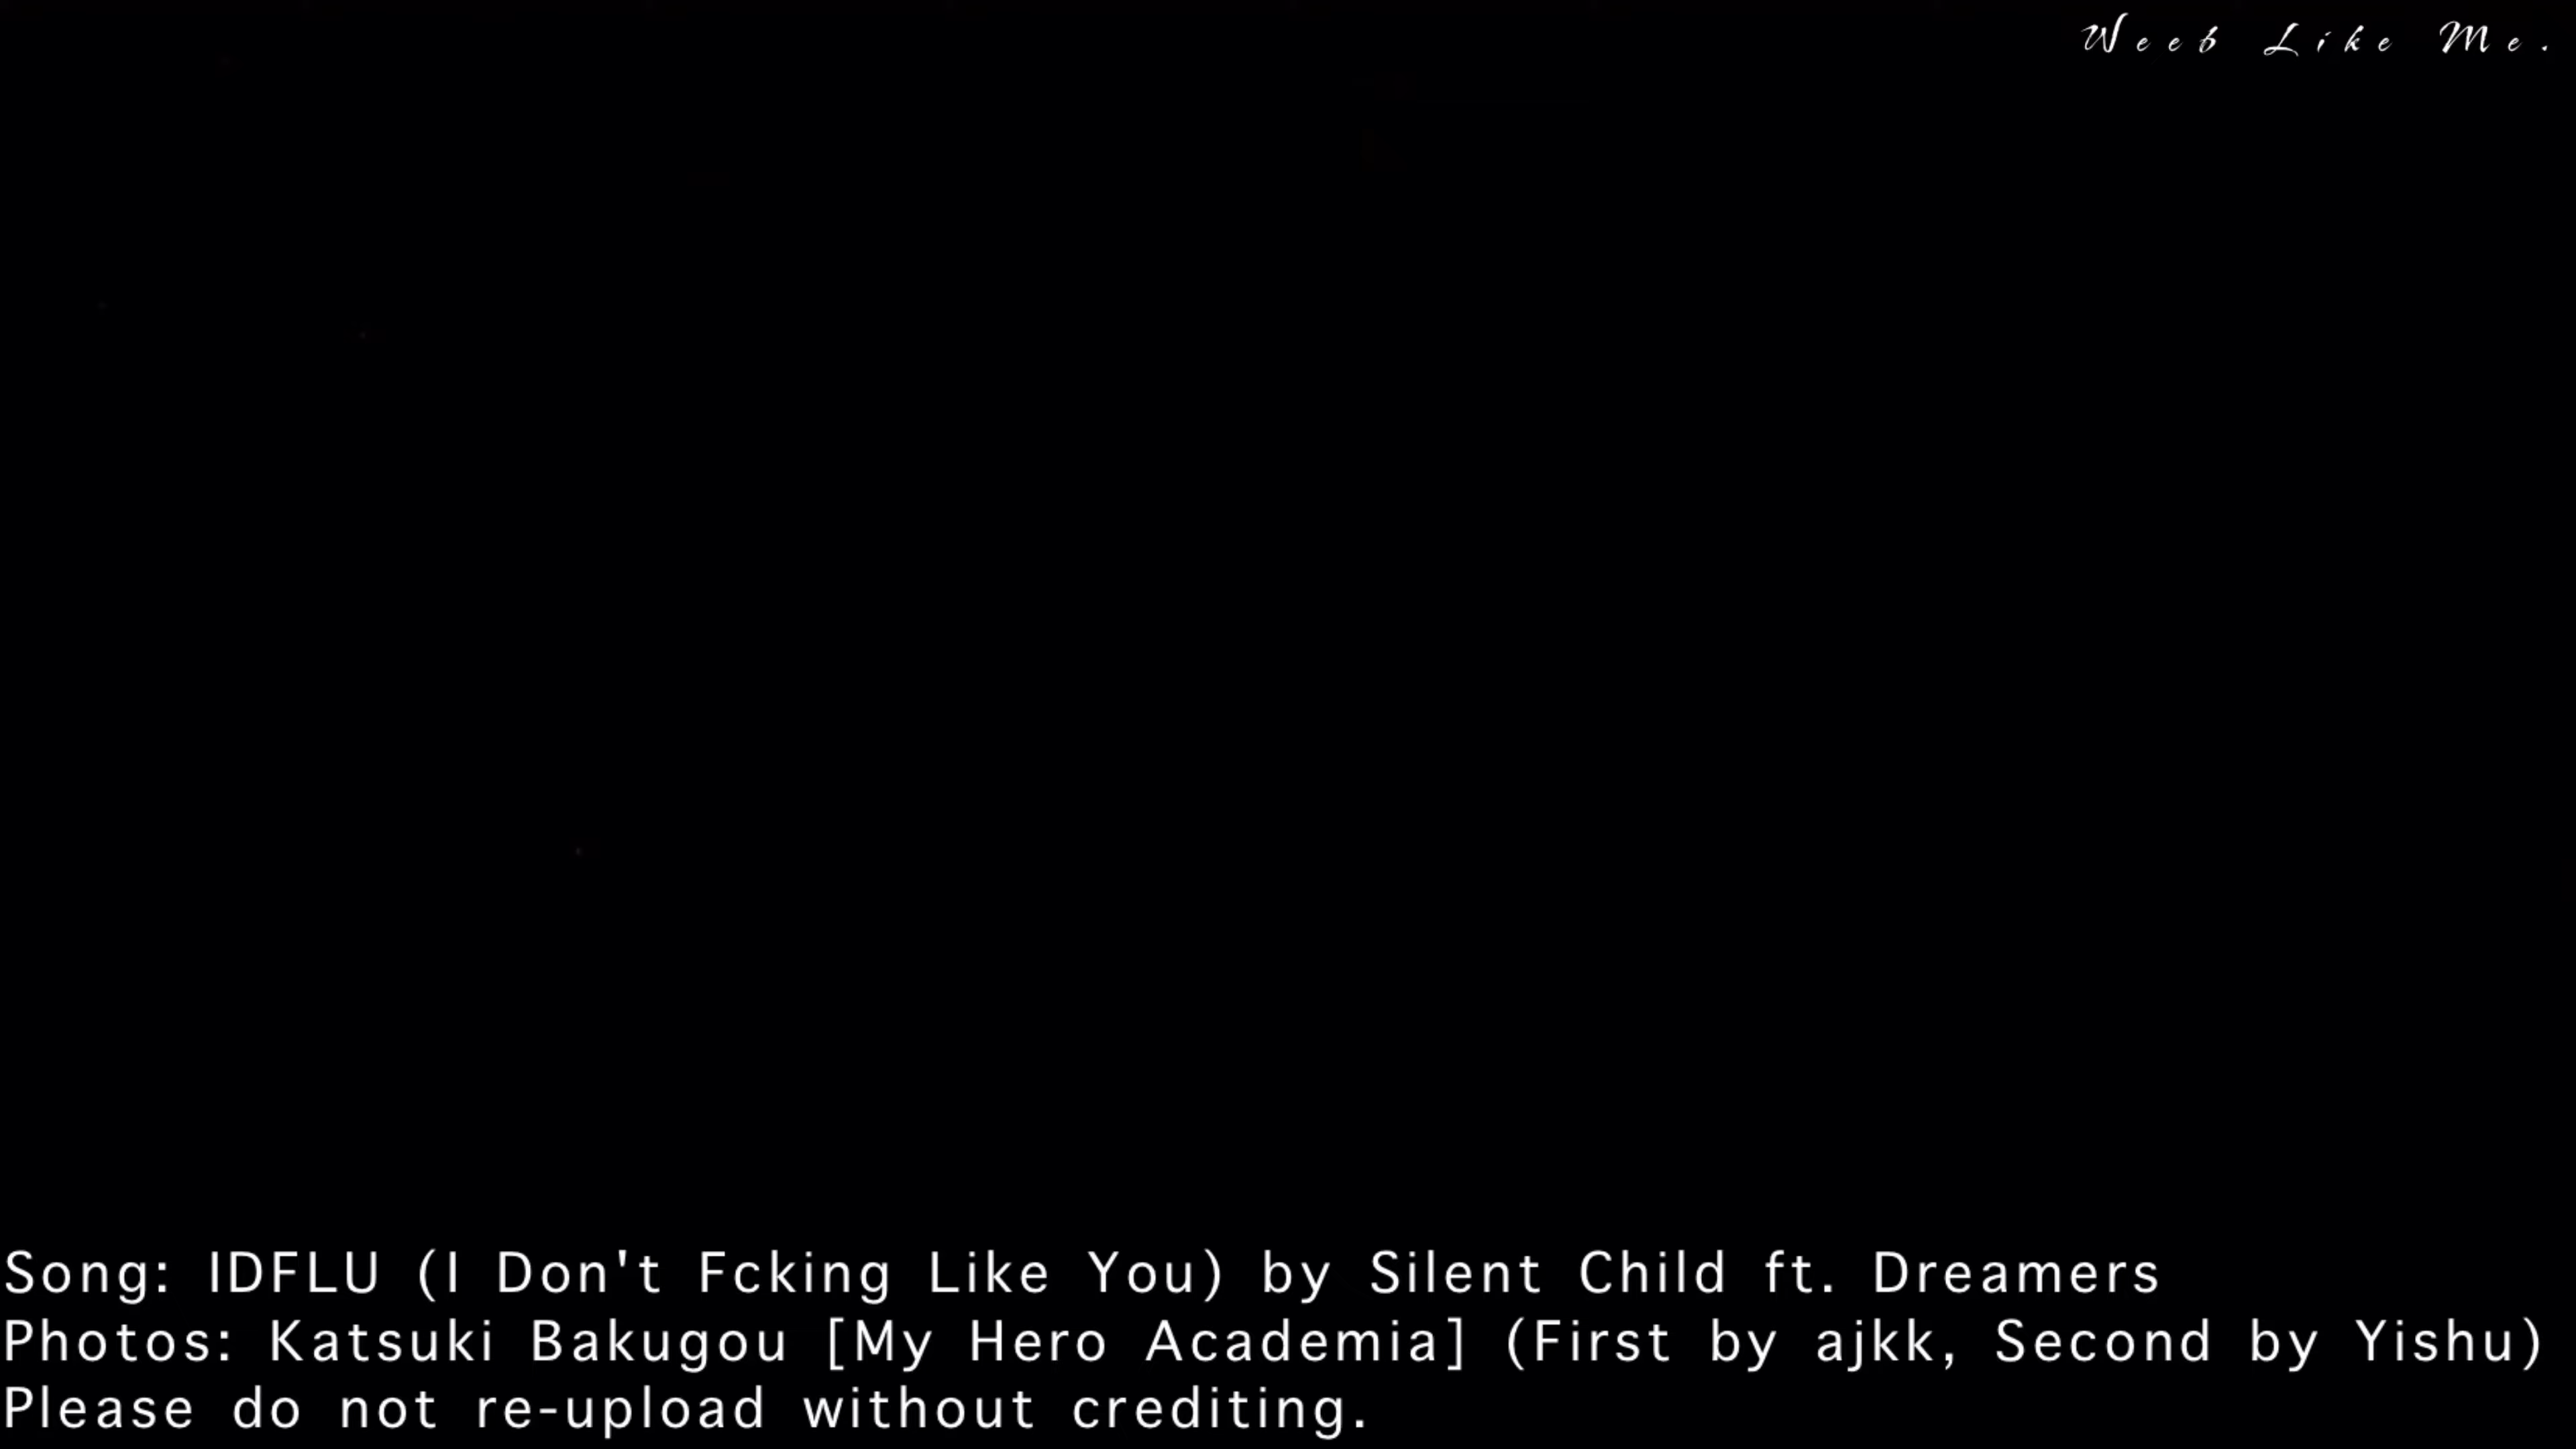 Weeb Like Me.
Song: IDFLU (I Don't Fcking Like You) by Silent Child ft. Dreamers
Photos: Katsuki Bakugou [My Hero Academia] (First by ajkk, Second by Yishu)
Please do not re-upload without crediting.